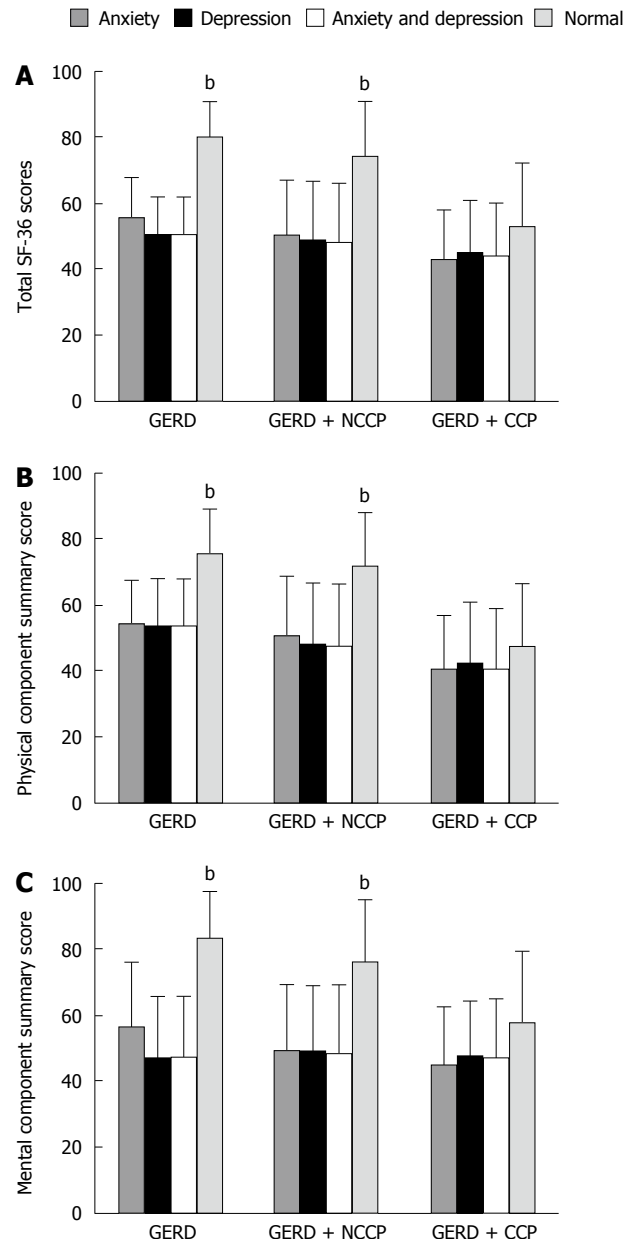 Anxiety Depression Anxiety and depression Normal
A
Total SF-36 scores
100
80
60
40
20
0
b b
GERD GERD + NCCP GERD + CCP
B
Physical component summary score
100
80
60
40
20
0
b b
GERD GERD + NCCP GERD + CCP
C
Mental component summary score
100
80
60
40
20
0
b b
GERD GERD + NCCP GERD + CCP